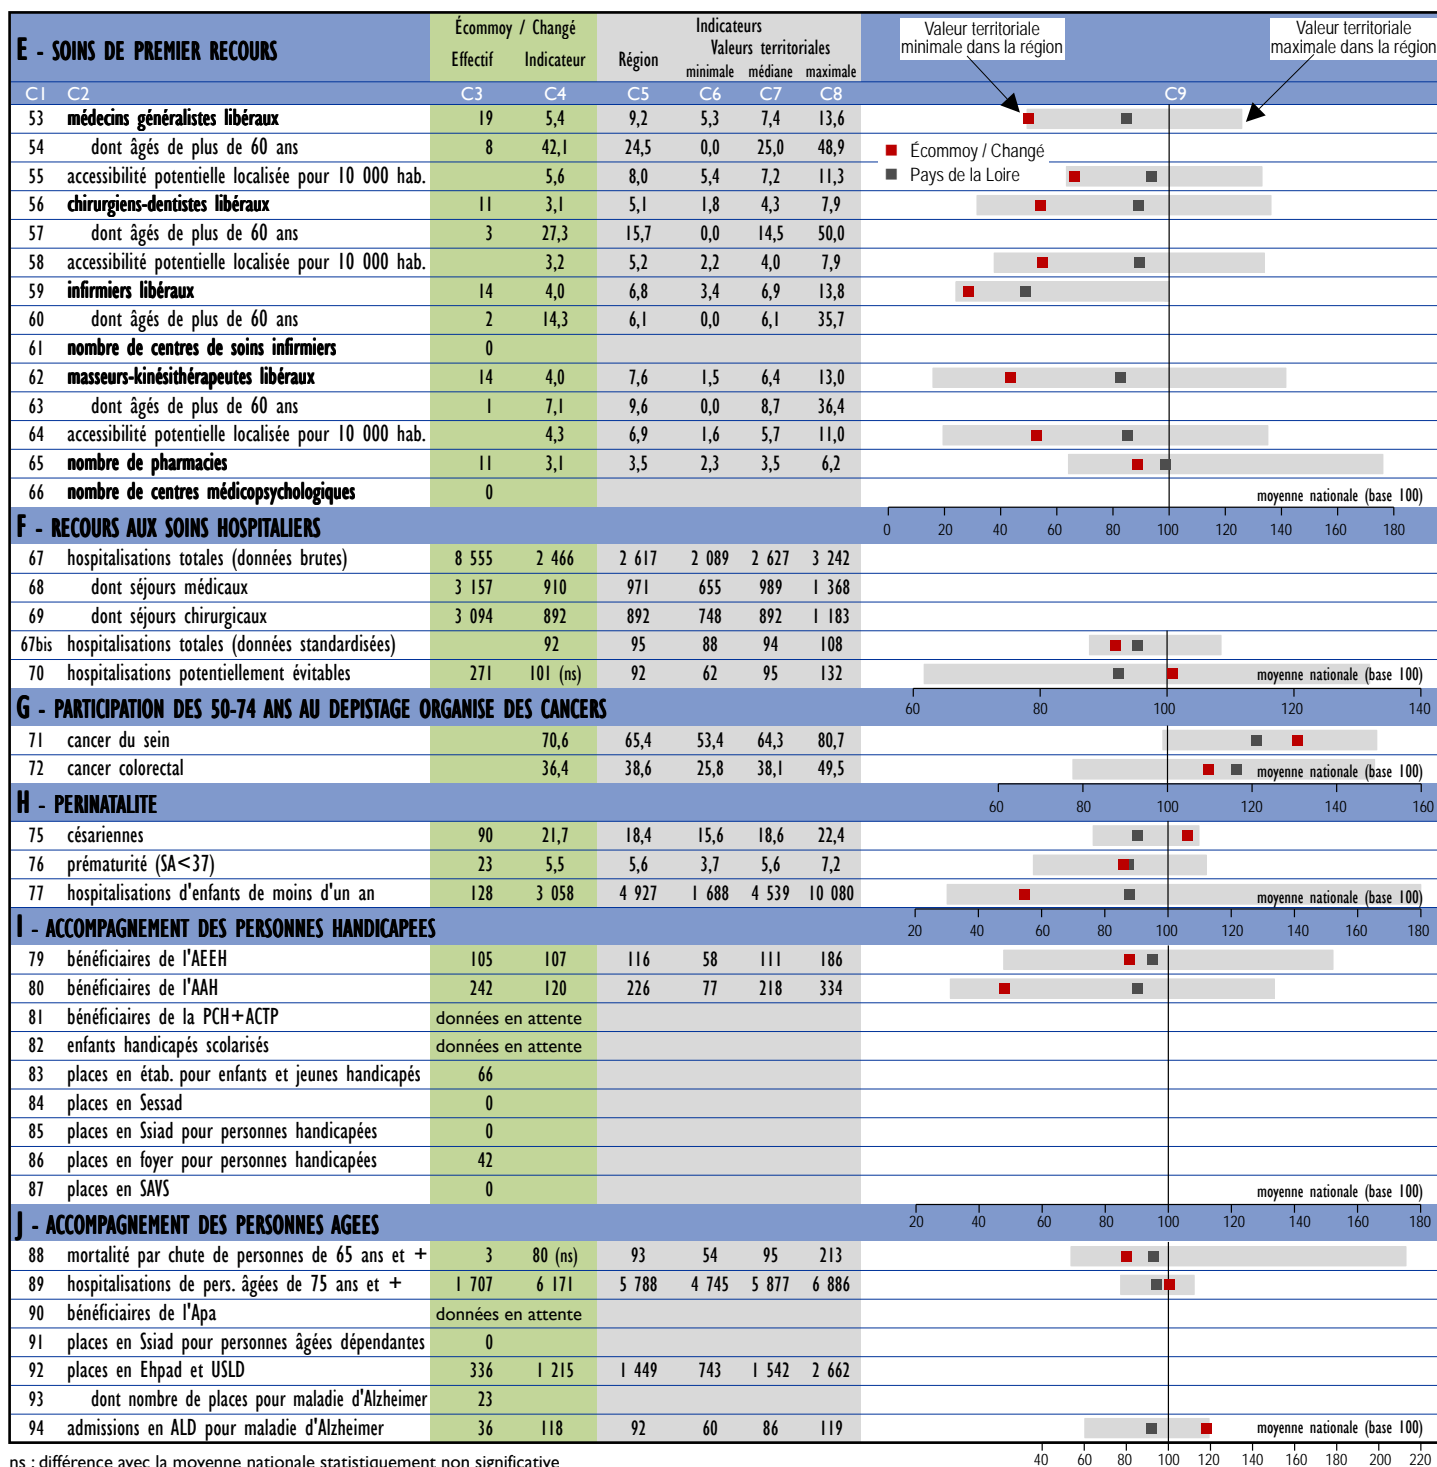 E - SOINS DE PREMIER RECOURS
Écommoy / Changé
Effectif Indicateur
Indicateurs
Région
Valeurs territoriales
minimale médiane maximale
Valeur territoriale
minimale dans la région
Valeur territoriale
maximale dans la région
C1 C2 C3 C4 C5 C6 C7 C8 C9
53 médecins généralistes libéraux 19 5,4 9,2 5,3 7,4 13,6
54 dont âgés de plus de 60 ans 8 42,1 24,5 0,0 25,0 48,9
Écommoy / Changé
55 accessibilité potentielle localisée pour 10 000 hab. 5,6 8,0 5,4 7,2 11,3
Pays de la Loire
56 chirurgiens-dentistes libéraux 11 3,1 5,1 1,8 4,3 7,9
57 dont âgés de plus de 60 ans 3 27,3 15,7 0,0 14,5 50,0
58 accessibilité potentielle localisée pour 10 000 hab. 3,2 5,2 2,2 4,0 7,9
59 infirmiers libéraux 14 4,0 6,8 3,4 6,9 13,8
60 dont âgés de plus de 60 ans 2 14,3 6,1 0,0 6,1 35,7
61 nombre de centres de soins infirmiers 0
62 masseurs-kinésithérapeutes libéraux 14 4,0 7,6 1,5 6,4 13,0
63 dont âgés de plus de 60 ans 1 7,1 9,6 0,0 8,7 36,4
64 accessibilité potentielle localisée pour 10 000 hab. 4,3 6,9 1,6 5,7 11,0
65 nombre de pharmacies 11 3,1 3,5 2,3 3,5 6,2
66 nombre de centres médicopsychologiques 0 moyenne nationale (base 100)
F - RECOURS AUX SOINS HOSPITALIERS
0 20 40 60 80 100 120 140 160 180
67 hospitalisations totales (données brutes) 8 555 2 466 2 617 2 089 2 627 3 242
68 dont séjours médicaux 3 157 910 971 655 989 1 368
69 dont séjours chirurgicaux 3 094 892 892 748 892 1 183
67bis hospitalisations totales (données standardisées) 92 95 88 94 108
70 hospitalisations potentiellement évitables 271 101 (ns) 92 62 95 132 moyenne nationale (base 100)
G - PARTICIPATION DES 50-74 ANS AU DEPISTAGE ORGANISE DES CANCERS
60 80 100 120 140
71 cancer du sein 70,6 65,4 53,4 64,3 80,7
72 cancer colorectal 36,4 38,6 25,8 38,1 49,5 moyenne nationale (base 100)
H - PERINATALITE
60 80 100 120 140 160
75 césariennes 90 21,7 18,4 15,6 18,6 22,4
76 prématurité (SA<37) 23 5,5 5,6 3,7 5,6 7,2
77 hospitalisations d'enfants de moins d'un an 128 3 058 4 927 1 688 4 539 10 080 moyenne nationale (base 100)
I - ACCOMPAGNEMENT DES PERSONNES HANDICAPEES
20 40 60 80 100 120 140 160 180
79 bénéficiaires de l'AEEH 105 107 116 58 111 186
80 bénéficiaires de l'AAH 242 120 226 77 218 334
81 bénéficiaires de la PCH+ACTP données en attente
82 enfants handicapés scolarisés données en attente
83 places en étab. pour enfants et jeunes handicapés 66
84 places en Sessad 0
85 places en Ssiad pour personnes handicapées 0
86 places en foyer pour personnes handicapées 42
87 places en SAVS 0 moyenne nationale (base 100)
J - ACCOMPAGNEMENT DES PERSONNES AGEES
20 40 60 80 100 120 140 160 180
88 mortalité par chute de personnes de 65 ans et + 3 80 (ns) 93 54 95 213
89 hospitalisations de pers. âgées de 75 ans et + 1 707 6 171 5 788 4 745 5 877 6 886
90 bénéficiaires de l'Apa données en attente
91 places en Ssiad pour personnes âgées dépendantes 0
92 places en Ehpad et USLD 336 1 215 1 449 743 1 542 2 662
93 dont nombre de places pour maladie d'Alzheimer 23
94 admissions en ALD pour maladie d'Alzheimer 36 118 92 60 86 119 moyenne nationale (base 100)
40 60 80 100 120 140 160 180 200 220
ns : différence avec la moyenne nationale statistiquement non significative